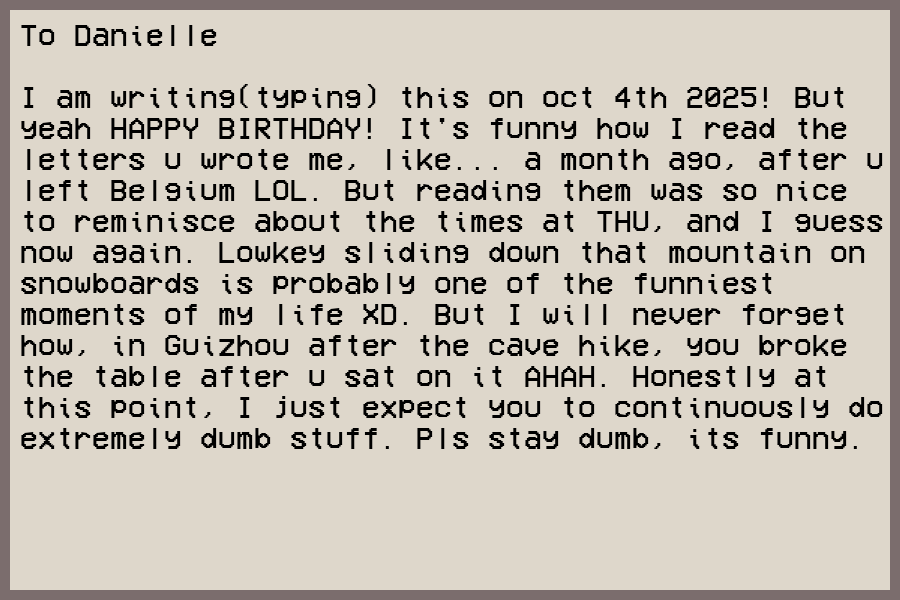 To Danielle

I am writing(typing) this on oct 4th 2025! But
yeah HAPPY BIRTHDAY! It's funny how I read the
letters u wrote me, like... a month ago, after u
left Belgium LOL. But reading them was so nice
to reminisce about the times at THU, and I guess
now again. Lowkey sliding down that mountain on
snowboards is probably one of the funniest
moments of my life XD. But I will never forget
how, in Guizhou after the cave hike, you broke
the table after u sat on it AHAH. Honestly at
this point, I just expect you to continuously do
extremely dumb stuff. Pls stay dumb, its funny.